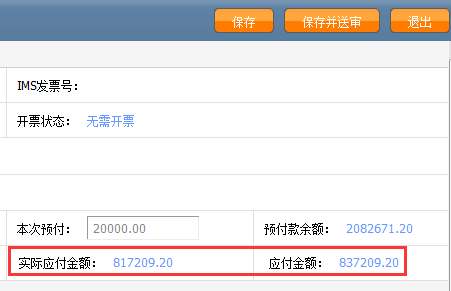 保存 保存并送审 退出
IMS发票号：
开票状态： 无需开票
本次预付： 20000.00 预付款余额： 2082671.20
实际应付金额： 817209.20 应付金额： 837209.20